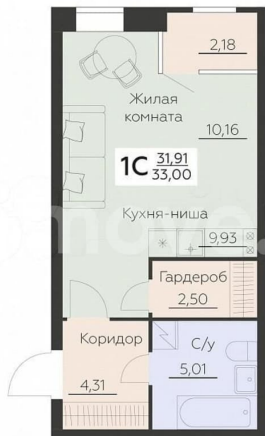 2,18
Жилая
комната
10,16
1С 31,91
33,00
Кухня-ниша
9,93
Гардероб
2,50
Коридор
С/у
4,31
5,01